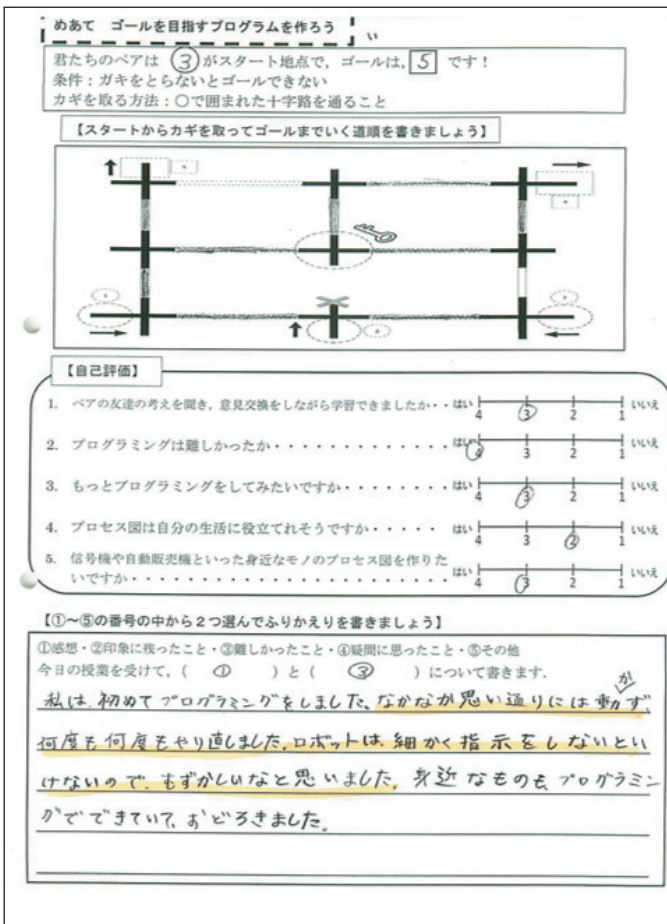 めあて　ゴールを目指すプログラムを作ろう
い
君たちのペアは ③ がスタート地点で，ゴールは，5 です！
条件：ガキをとらないとゴールできない
カギを取る方法：○で囲まれた十字路を通ること
【スタートからカギを取ってゴールまでいく道順を書きましょう】
【自己評価】
1. ペアの友達の考えを聞き，意見交換をしながら学習できましたか・・はい 4 3 2 1 いいえ
2. プログラミングは難しかったか・・・・・・・・・・・・・・・はい 4 3 2 1 いいえ
3. もっとプログラミングをしてみたいですか・・・・・・・・・・はい 4 3 2 1 いいえ
4. プロセス図は自分の生活に役立てれそうですか・・・・・・ はい 4 3 2 1 いいえ
5. 信号機や自動販売機といった身近なモノのプロセス図を作りた
いですか・・・・・・・・・・・・・・・・・・・・・・・はい 4 3 2 1 いいえ
【①～⑤の番号の中から２つ選んでふりかえりを書きましょう】
①感想・②印象に残ったこと・③難しかったこと・④疑問に思ったこと・⑤その他
今日の授業を受けて，( ① ) と ( ③ ) について書きます．
私は、初めてプログラミングをしました。なかなか思い通りには動かず、
何度も何度もやり直しました。ロボットは、細かく指示をしないとい
けないので、もずかしいなと思いました。身近なものも、プログラミン
グでできていて、おどろきました。